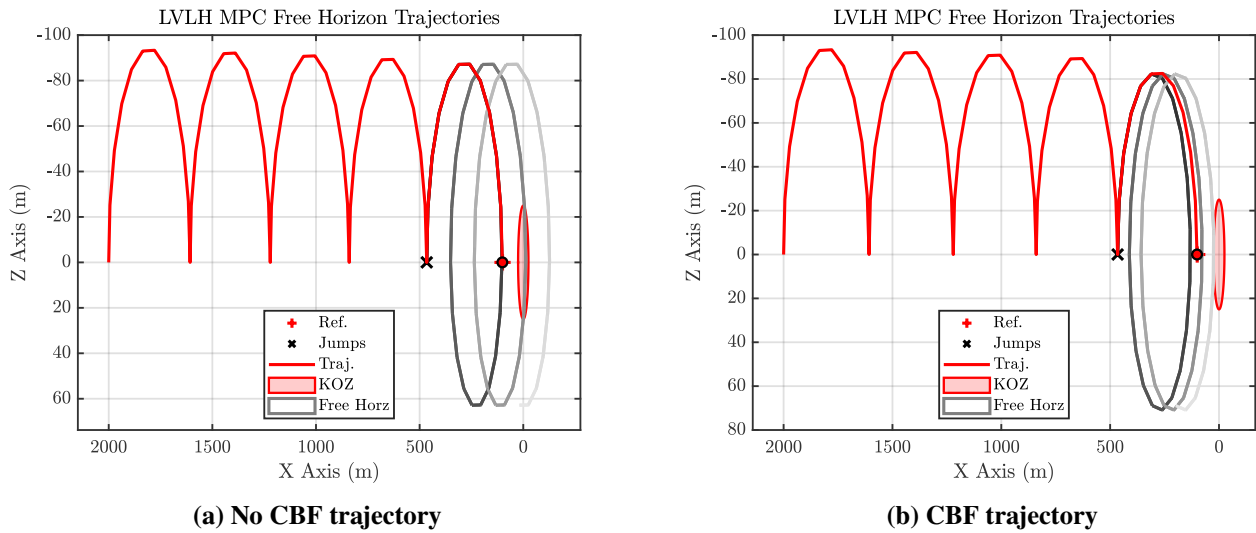 LVLH MPC Free Horizon Trajectories
-100
-80
-60
-40
-20
0
20
40
60
Z Axis (m)
2000 1500 1000 500 0
X Axis (m)
Ref.
Jumps
Traj.
KOZ
Free Horz
(a) No CBF trajectory
LVLH MPC Free Horizon Trajectories
-100
-80
-60
-40
-20
0
20
40
60
80
Z Axis (m)
2000 1500 1000 500 0
X Axis (m)
Ref.
Jumps
Traj.
KOZ
Free Horz
(b) CBF trajectory